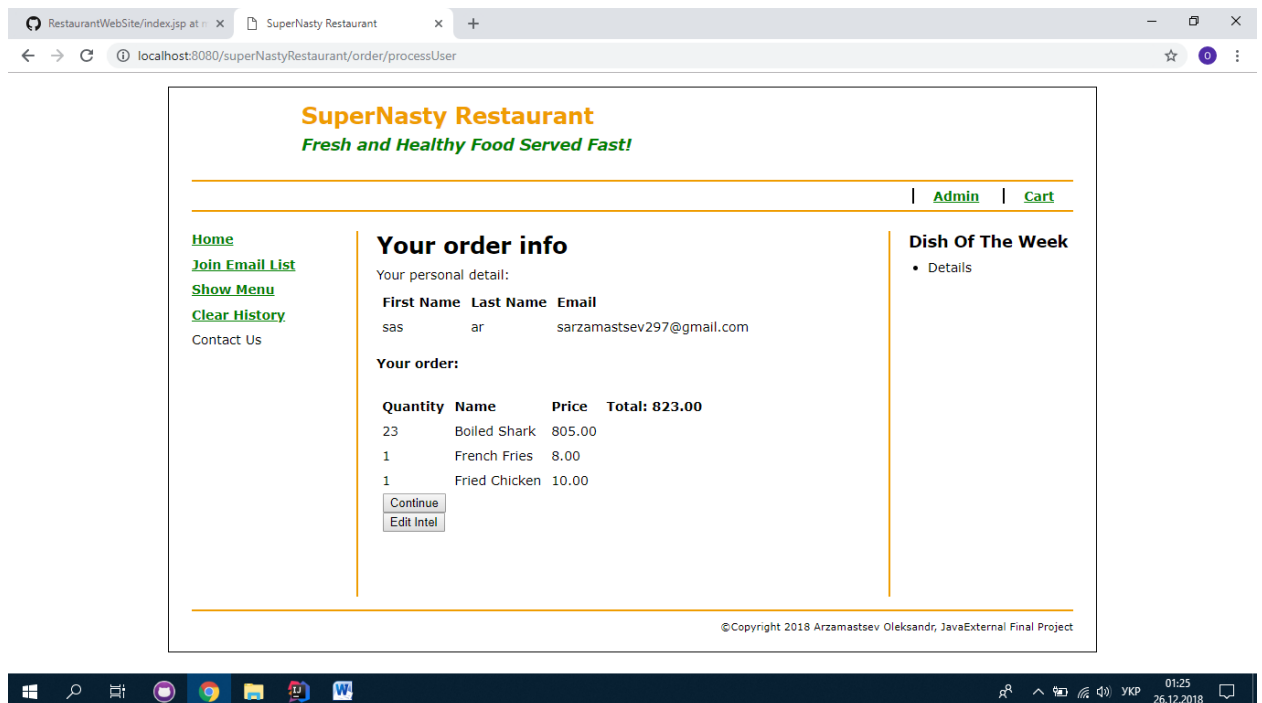 RestaurantWebSite/index.jsp at
SuperNasty Restaurant
localhost:8080/superNastyRestaurant/order/processUser
O
SuperNasty Restaurant
Fresh and Healthy Food Served Fast!
Admin Cart
Home
Join Email List
Show Menu
Clear History
Contact Us
Your order info
Your personal detail:
First Name Last Name Email
sas ar sarzamastsev297@gmail.com
Your order:
Quantity Name Price Total: 823.00
23 Boiled Shark 805.00
1 French Fries 8.00
1 Fried Chicken 10.00
Continue
Edit Intel
Dish Of The Week
• Details
©Copyright 2018 Arzamastsev Oleksandr, JavaExternal Final Project
УКР
01:25
26.12.2018